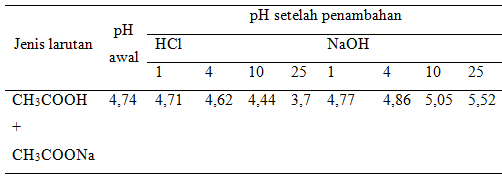 pH setelah penambahan
Jenis larutan pH awal HCl NaOH
1 4 10 25 1 4 10 25
CH3COOH 4,74 4,71 4,62 4,44 3,7 4,77 4,86 5,05 5,52
+
CH3COONa